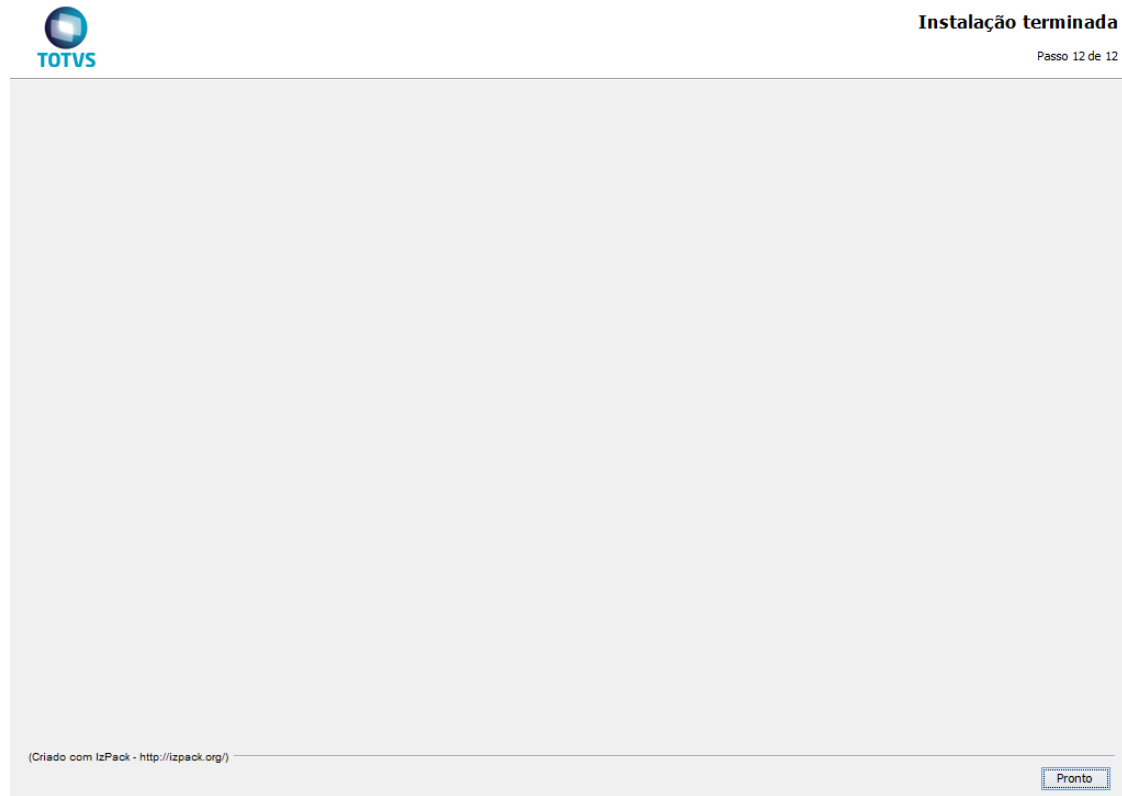 TOTVS
Instalação terminada
Passo 12 de 12
(Criado com IzPack - http://izpack.org/)
Pronto